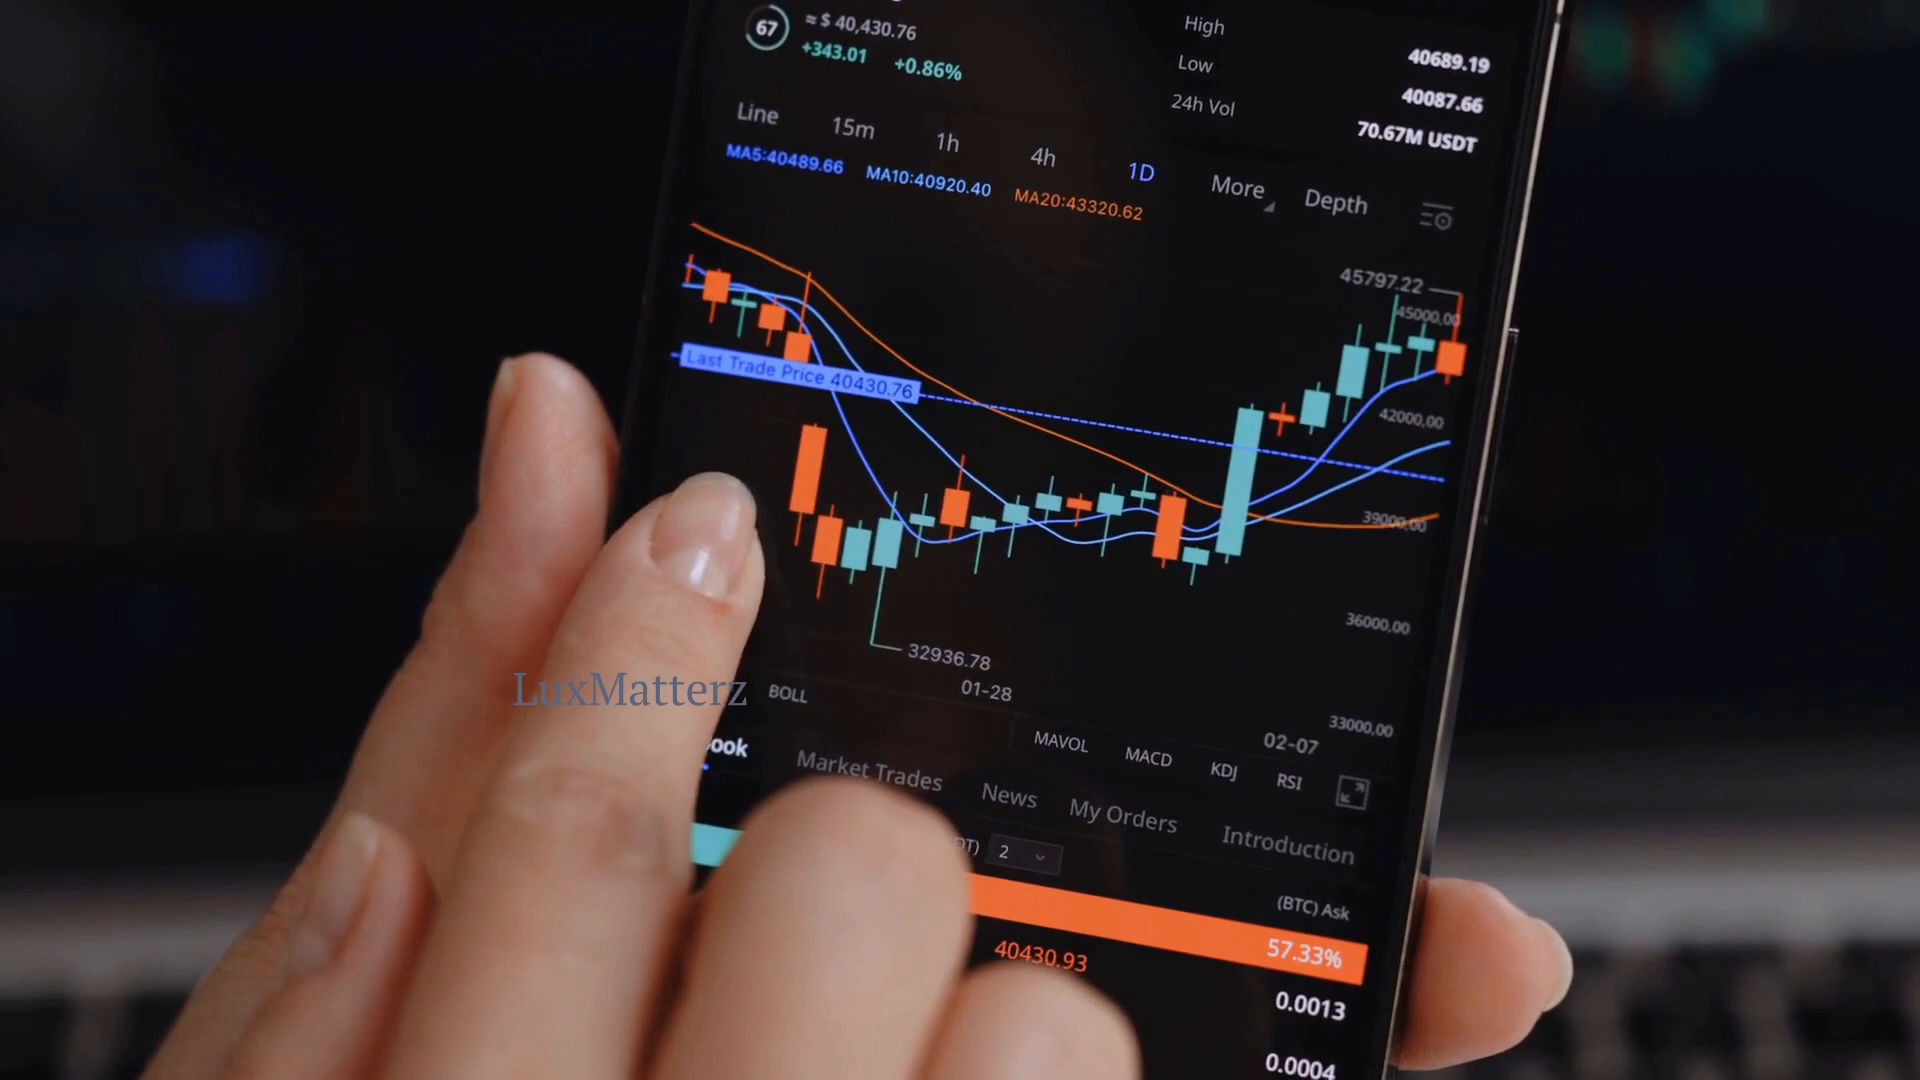 67
≈ $ 40,430.76
+343.01 +0.86%
High 40689.19
Low 40087.66
24h Vol 70.67M USDT
Line 15m 1h 4h 1D More Depth
MA5:40489.66 MA10:40920.40 MA20:43320.62
45797.22
45000,00
Last Trade Price 40430.76
42000,00
39000,00
36000,00
32936.78
01-28
33000,00
02-07
LuxMatterz
BOLL MAVOL MACD KDJ RSI
Market Trades News My Orders Introduction
2
(BTC) Ask
57.33%
40430.93 0.0013
0.0004